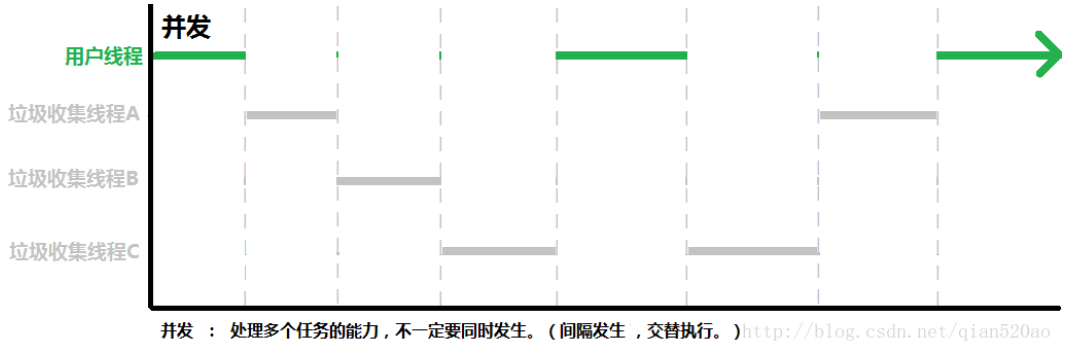 并发
用户线程
垃圾收集线程A
垃圾收集线程B
垃圾收集线程C
并发 : 处理多个任务的能力,不一定要同时发生。(间隔发生 ,交替执行。)http://blog.csdn.net/qian520ao